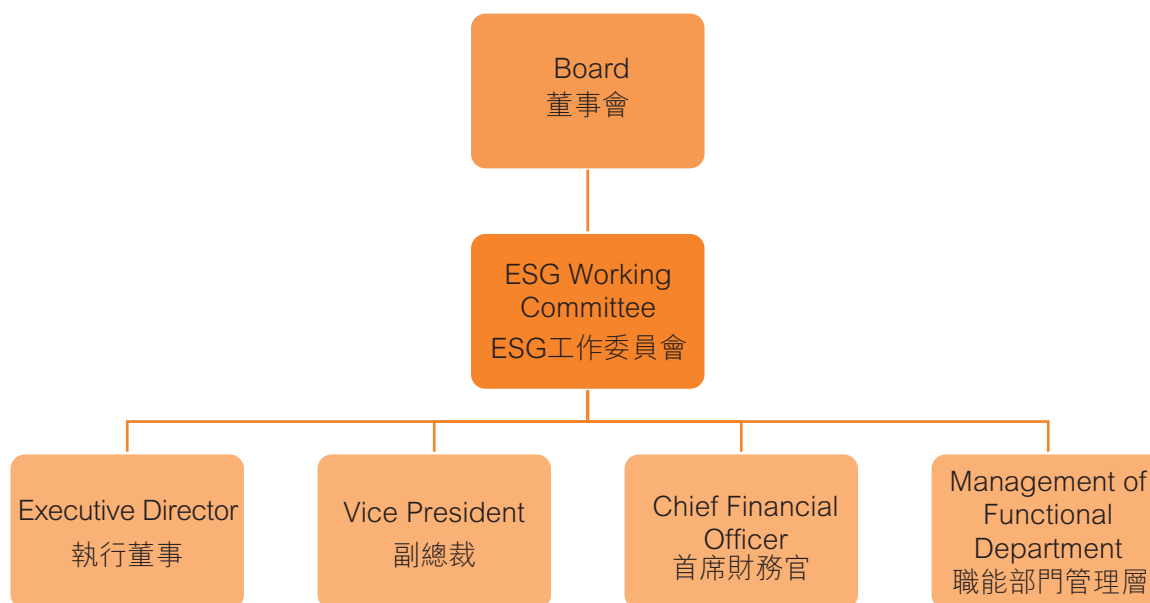 Board
董事會
ESG Working
Committee
ESG工作委員會
Executive Director
執行董事
Vice President
副總裁
Chief Financial
Officer
首席財務官
Management of
Functional
Department
職能部門管理層